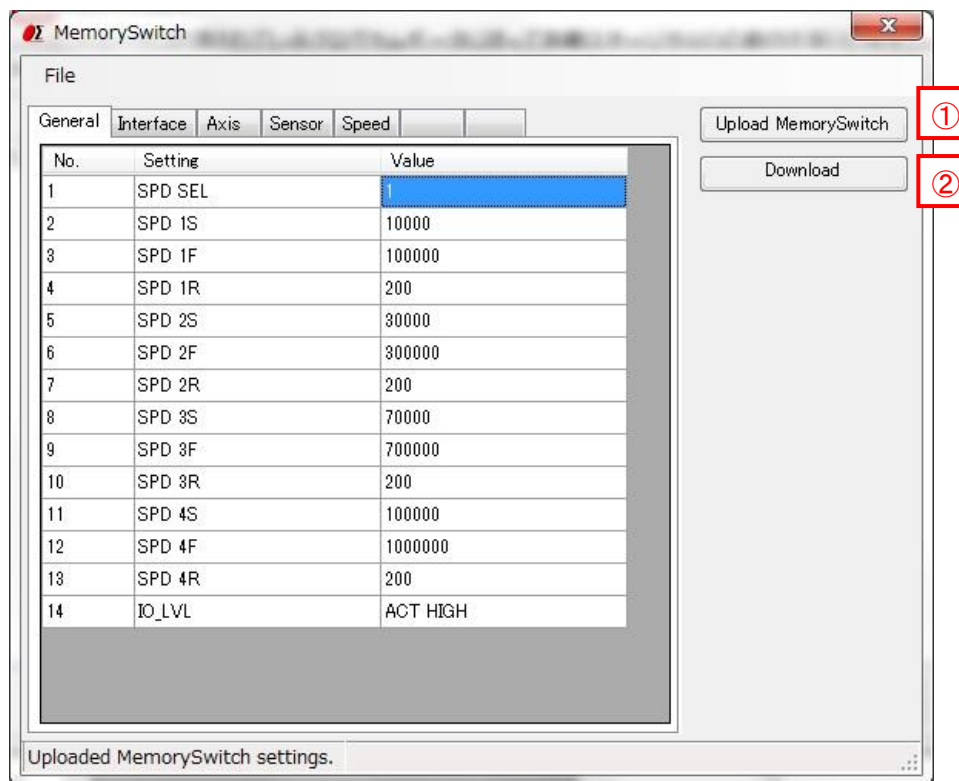 MemorySwitch
File
General Interface Axis Sensor Speed
Upload MemorySwitch ①
Download ②
No. Setting Value
1 SPD SEL 1
2 SPD 1S 10000
3 SPD 1F 100000
4 SPD 1R 200
5 SPD 2S 30000
6 SPD 2F 300000
7 SPD 2R 200
8 SPD 3S 70000
9 SPD 3F 700000
10 SPD 3R 200
11 SPD 4S 100000
12 SPD 4F 1000000
13 SPD 4R 200
14 IO_LVL ACT HIGH
Uploaded MemorySwitch settings.